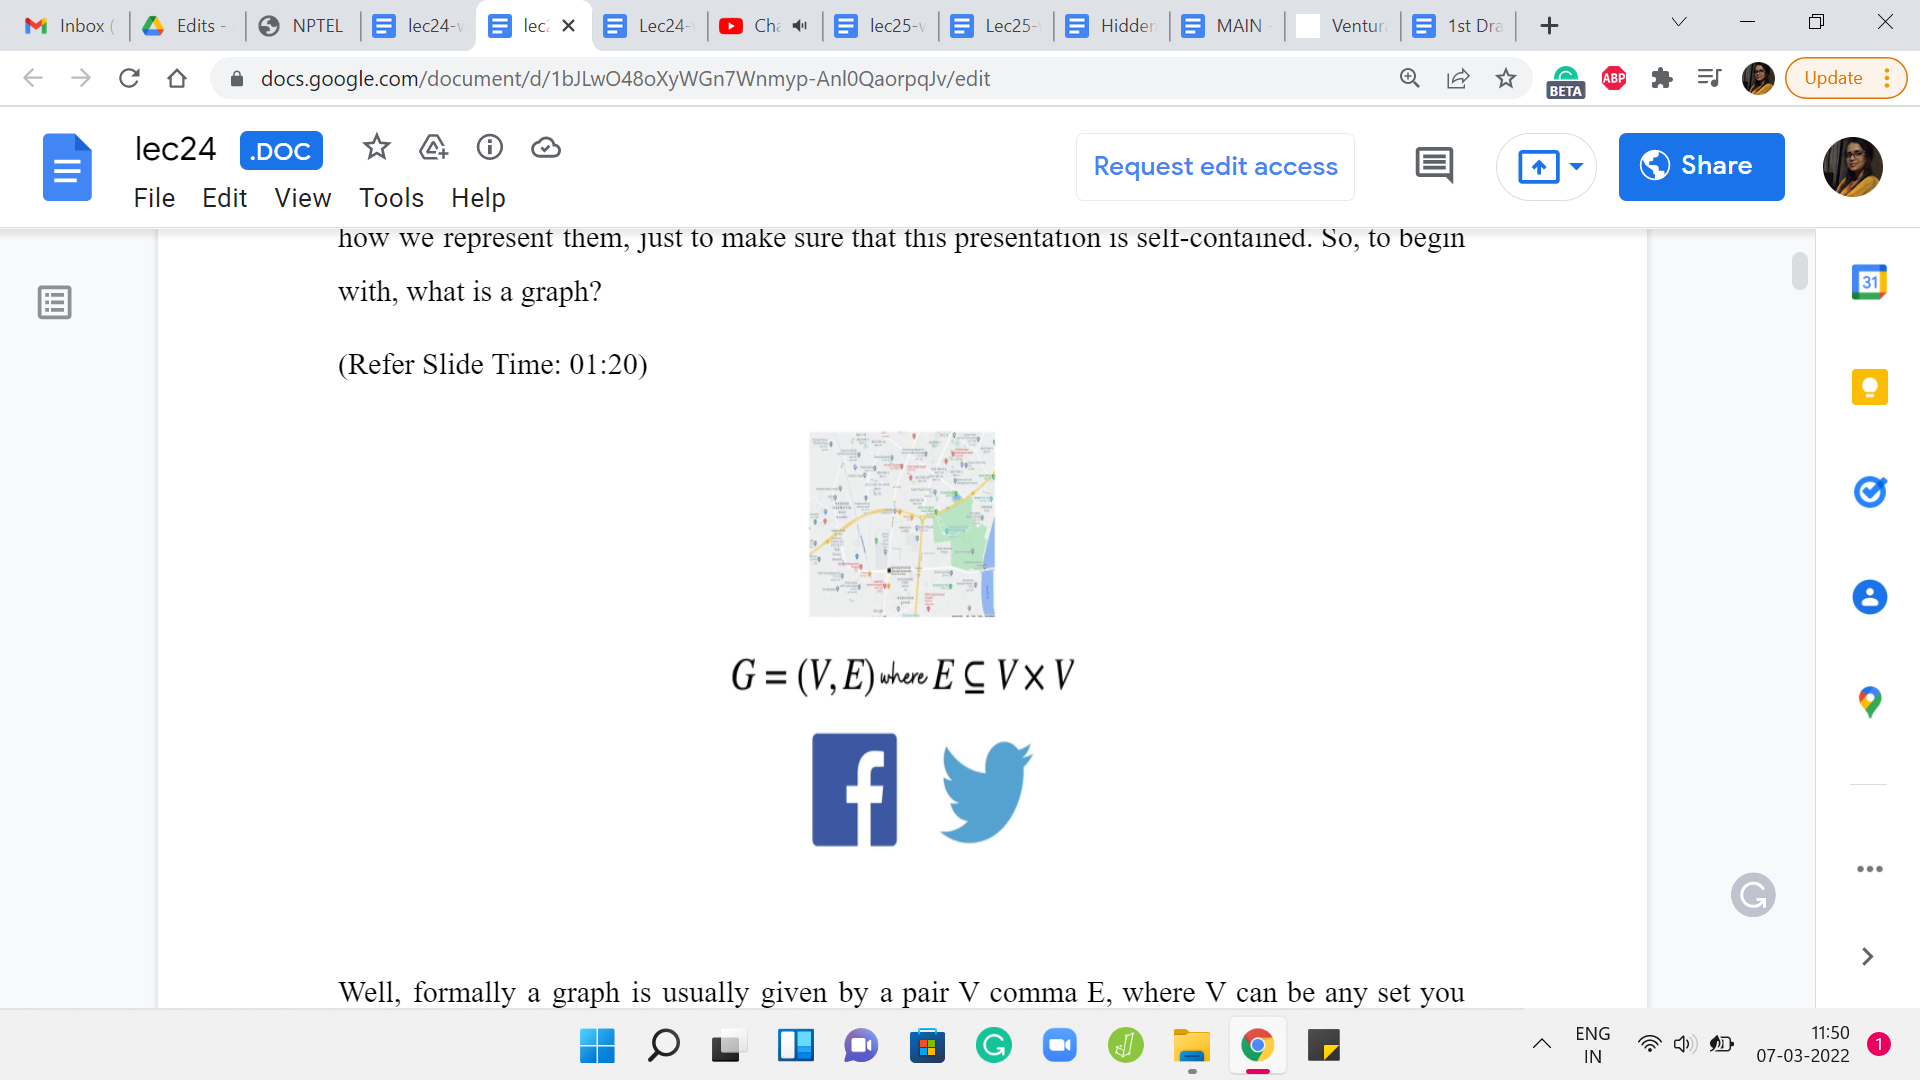 Inbox (
Edits -
NPTEL
lec24-v
lec2
Lec24-
Cha
lec25-v
Lec25-
Hidden
MAIN -
Ventur
1st Dra
docs.google.com/document/d/1bJLwO48oXyWGn7Wnmyp-Anl0QaorpqJv/edit
BETA
ABP
Update
lec24 .DOC
File Edit View Tools Help
Request edit access
Share
how we represent them, just to make sure that this presentation is self-contained. So, to begin
with, what is a graph?
(Refer Slide Time: 01:20)
G = (V, E) where E ⊆ V × V
Well, formally a graph is usually given by a pair V comma E, where V can be any set you
31
ENG
IN
11:50
07-03-2022
1